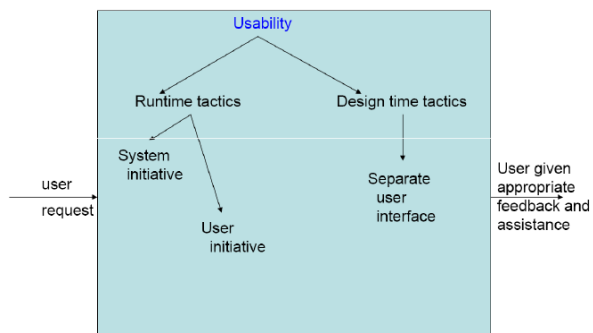 Usability
Runtime tactics
Design time tactics
System
initiative
User
initiative
Separate
user
interface
user
request
User given
appropriate
feedback and
assistance